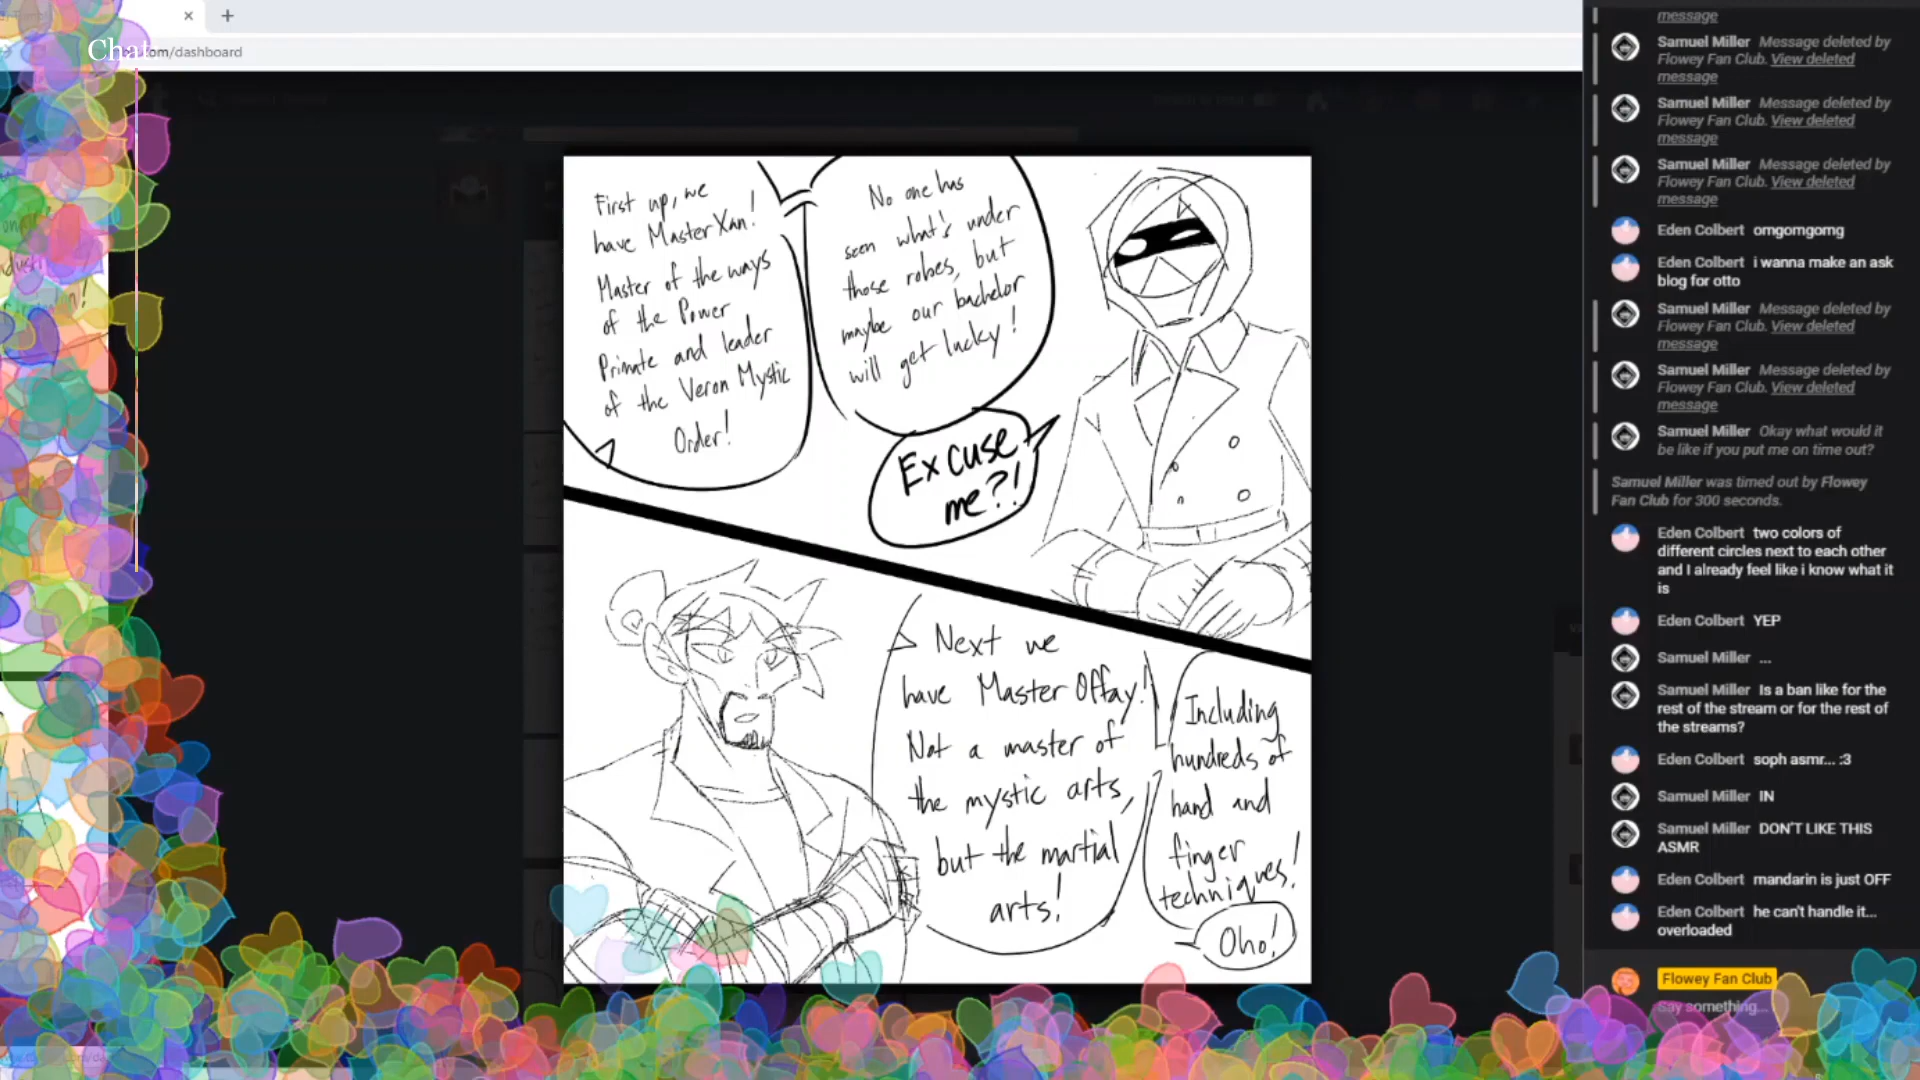 Chat
om/dashboard
First up, we
have Master Xan!
Master of the ways
of the Power
Primate and leader
of the Veron Mystic
Order!
No one has
seen what's under
those robes, but
maybe our bachelor
will get lucky!
Excuse
me?!
Next we
have Master Offay!
Not a master of
the mystic arts,
but the martial
arts!
Including
hundreds of
hand and
finger
techniques!
Oho!
message
Samuel Miller Message deleted by
Flowey Fan Club. View deleted
message
Samuel Miller Message deleted by
Flowey Fan Club. View deleted
message
Samuel Miller Message deleted by
Flowey Fan Club. View deleted
message
Eden Colbert omgomgomg
Eden Colbert i wanna make an ask
blog for otto
Samuel Miller Message deleted by
Flowey Fan Club. View deleted
message
Samuel Miller Message deleted by
Flowey Fan Club. View deleted
message
Samuel Miller Okay what would it
be like if you put me on time out?
Samuel Miller was timed out by Flowey
Fan Club for 300 seconds.
Eden Colbert two colors of
different circles next to each other
and I already feel like i know what it
is
Eden Colbert YEP
Samuel Miller ...
Samuel Miller Is a ban like for the
rest of the stream or for the rest of
the streams?
Eden Colbert soph asmr... :3
Samuel Miller IN
Samuel Miller DON'T LIKE THIS
ASMR
Eden Colbert mandarin is just OFF
Eden Colbert he can't handle it...
overloaded
Flowey Fan Club
Say something...